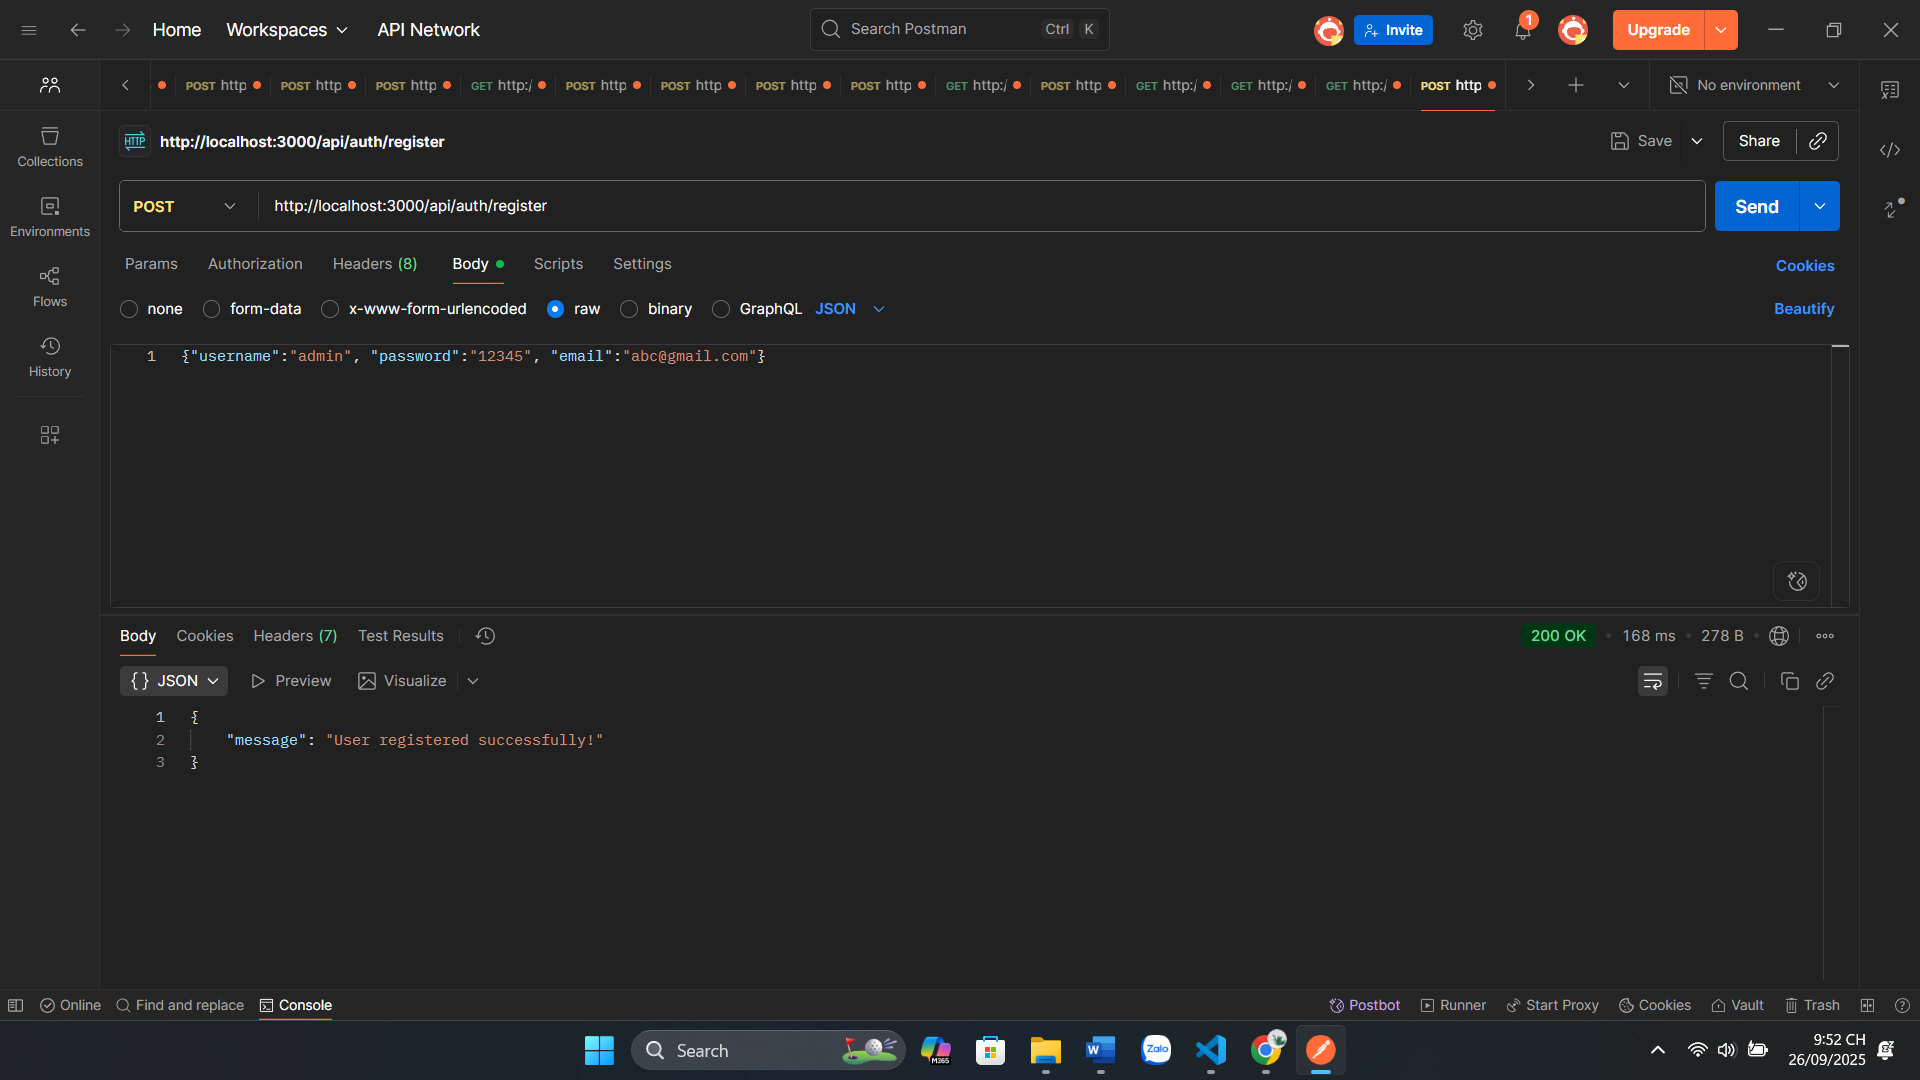 Home Workspaces API Network Search Postman Ctrl K Invite 1 Upgrade
POST http POST http POST http GET http:/ POST http POST http POST http POST http GET http:/ POST http GET http:/ GET http:/ GET http:/ POST http No environment
Collections
Environments
Flows
History
HTTP http://localhost:3000/api/auth/register Save Share
POST http://localhost:3000/api/auth/register Send
Params Authorization Headers (8) Body Scripts Settings Cookies
none form-data x-www-form-urlencoded raw binary GraphQL JSON Beautify
1 {"username":"admin", "password":"12345", "email":"abc@gmail.com"}
Body Cookies Headers (7) Test Results 200 OK • 168 ms • 278 B
{} JSON Preview Visualize
1 {
2 "message": "User registered successfully!"
3 }
Online Find and replace Console Postbot Runner Start Proxy Cookies Vault Trash
Search M365 W Zalo 9:52 CH
26/09/2025